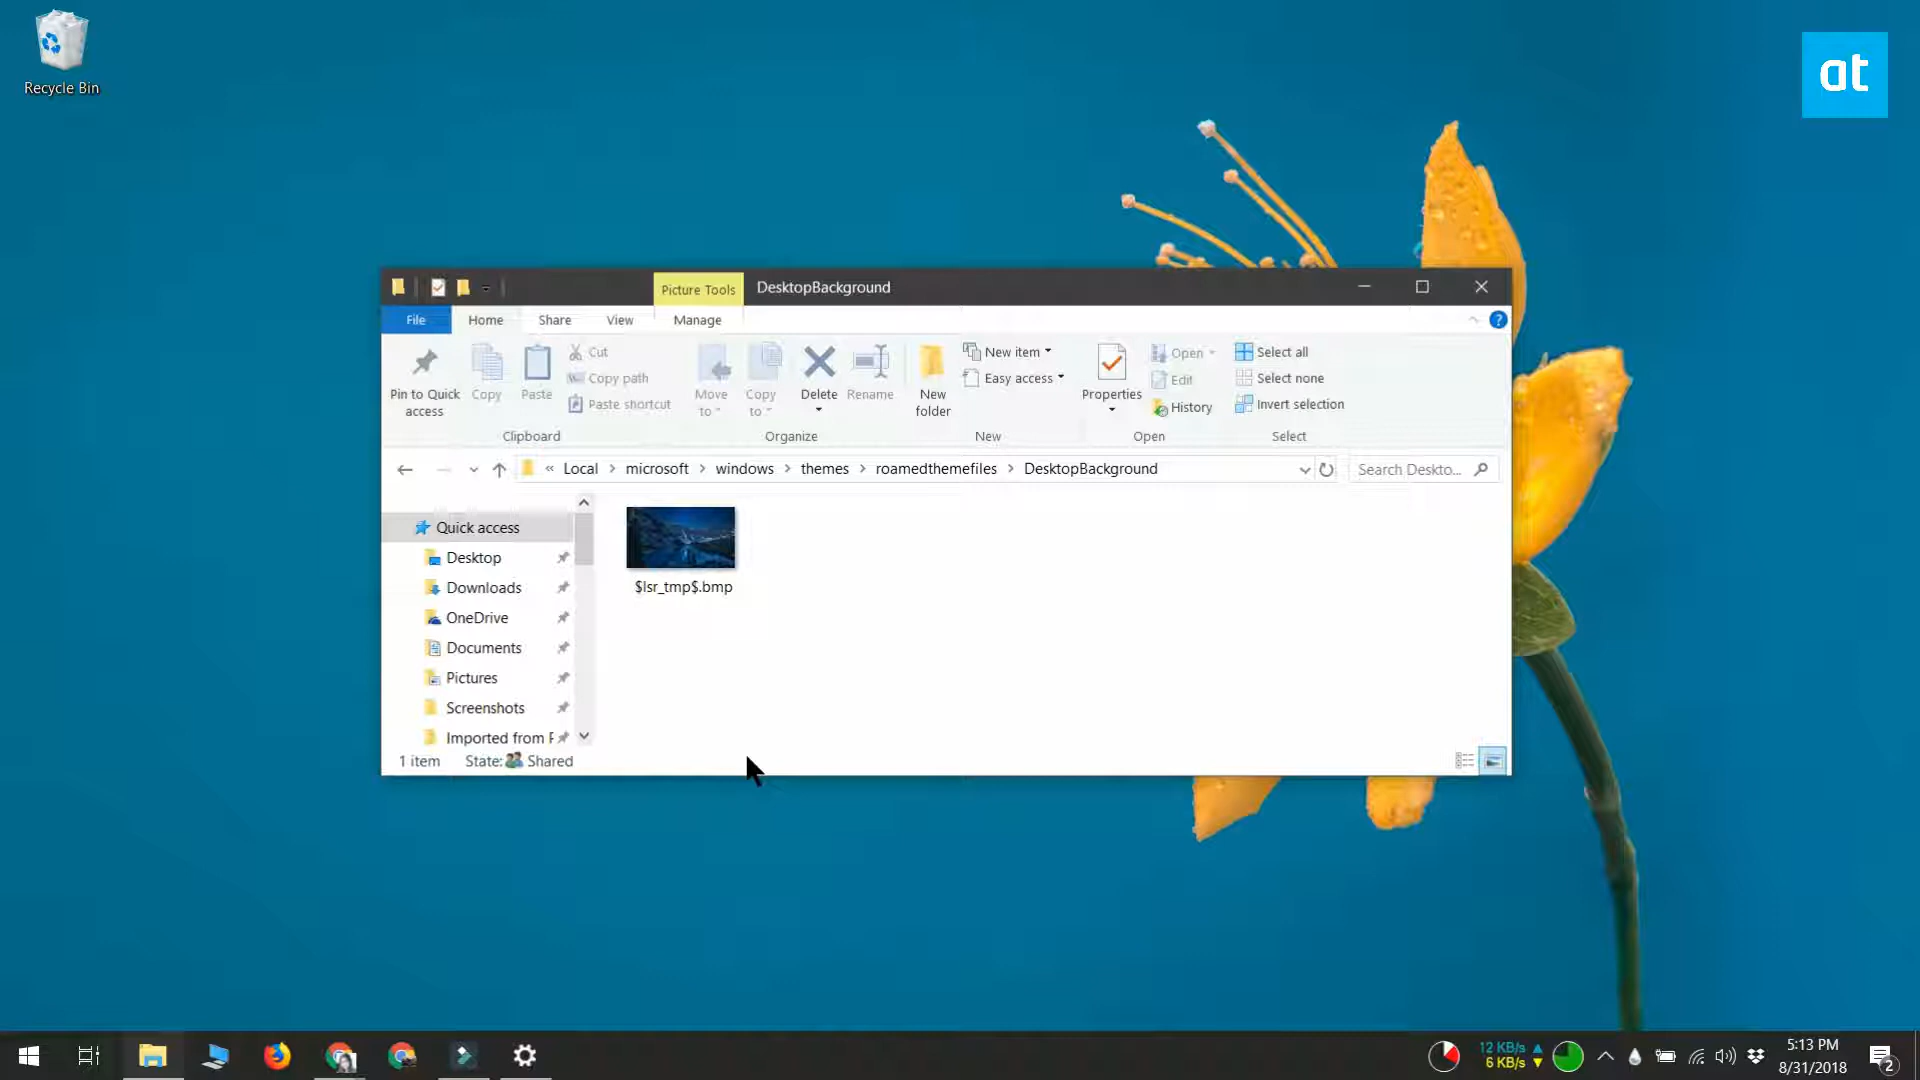 Recycle Bin
at
Picture Tools
DesktopBackground
File
Home
Share
View
Manage
Pin to Quick access
Copy
Paste
Cut
Copy path
Paste shortcut
Clipboard
Move to
Copy to
Delete
Rename
Organize
New folder
New item
Easy access
New
Properties
Open
Edit
History
Open
Select all
Select none
Invert selection
Select
« Local > microsoft > windows > themes > roamedthemefiles > DesktopBackground
Search Deskto...
Quick access
Desktop
Downloads
OneDrive
Documents
Pictures
Screenshots
Imported from F
$lsr_tmp$.bmp
1 item
State: Shared
12 KB/s
6 KB/s
5:13 PM
8/31/2018
2